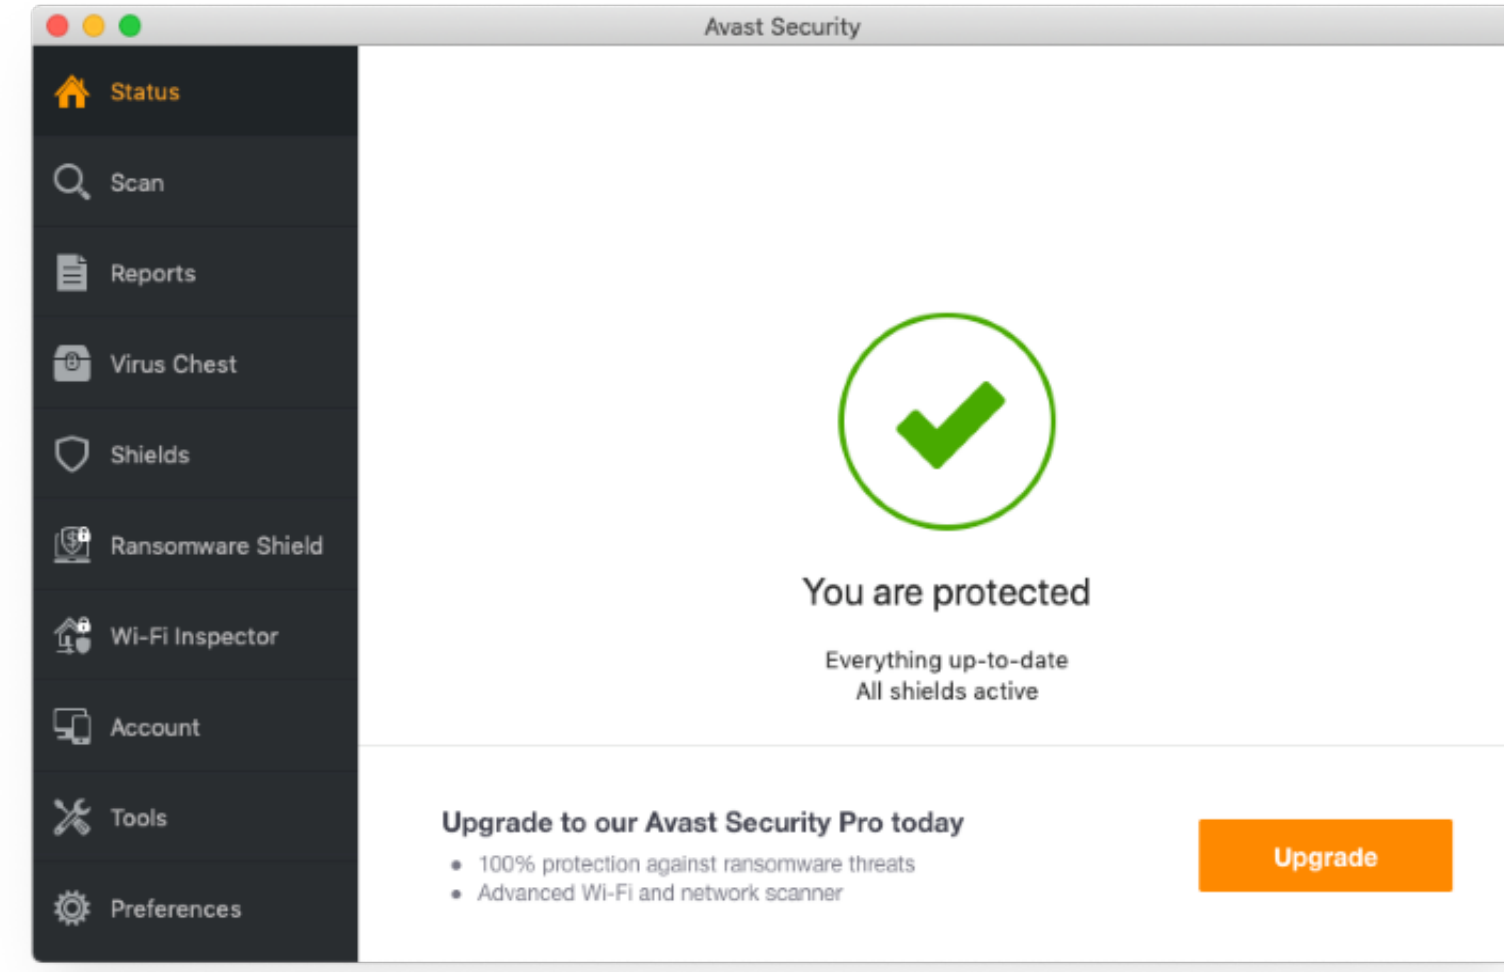 Avast Security
Status
Scan
Reports
Virus Chest
Shields
Ransomware Shield
Wi-Fi Inspector
Account
Tools
Preferences
You are protected
Everything up-to-date
All shields active
Upgrade to our Avast Security Pro today
• 100% protection against ransomware threats
• Advanced Wi-Fi and network scanner
Upgrade